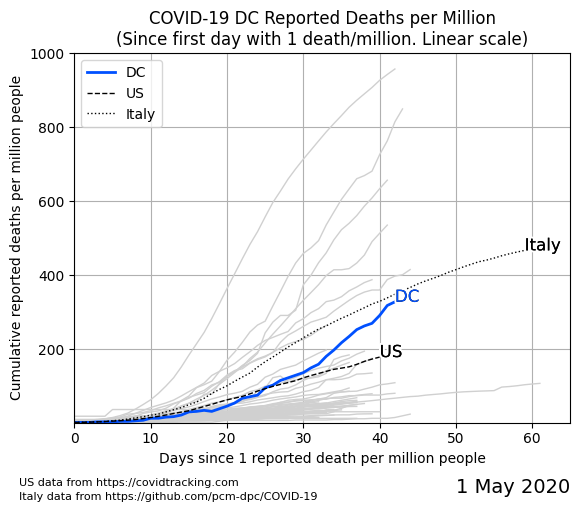 COVID-19 DC Reported Deaths per Million
(Since first day with 1 death/million. Linear scale)
Cumulative reported deaths per million people
1000
800
600
400
200
DC
US
Italy
Italy
DC
US
0
10
20
30
40
50
60
Days since 1 reported death per million people
US data from https://covidtracking.com
Italy data from https://github.com/pcm-dpc/COVID-19
1 May 2020